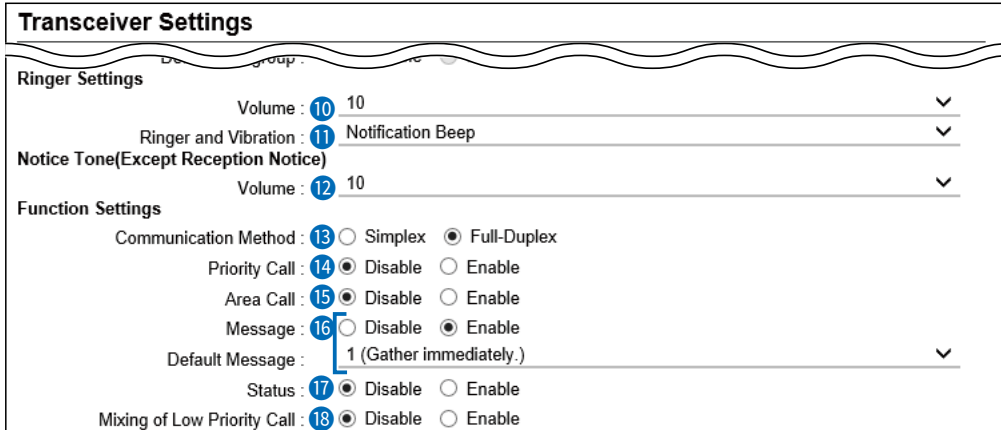 Transceiver Settings
Ringer Settings
Volume : 10 10
Ringer and Vibration : 11 Notification Beep
Notice Tone(Except Reception Notice)
Volume : 12 10
Function Settings
Communication Method : 13 Simplex Full-Duplex
Priority Call : 14 Disable Enable
Area Call : 15 Disable Enable
Message : 16 Disable Enable
Default Message : 1 (Gather immediately.)
Status : 17 Disable Enable
Mixing of Low Priority Call : 18 Disable Enable